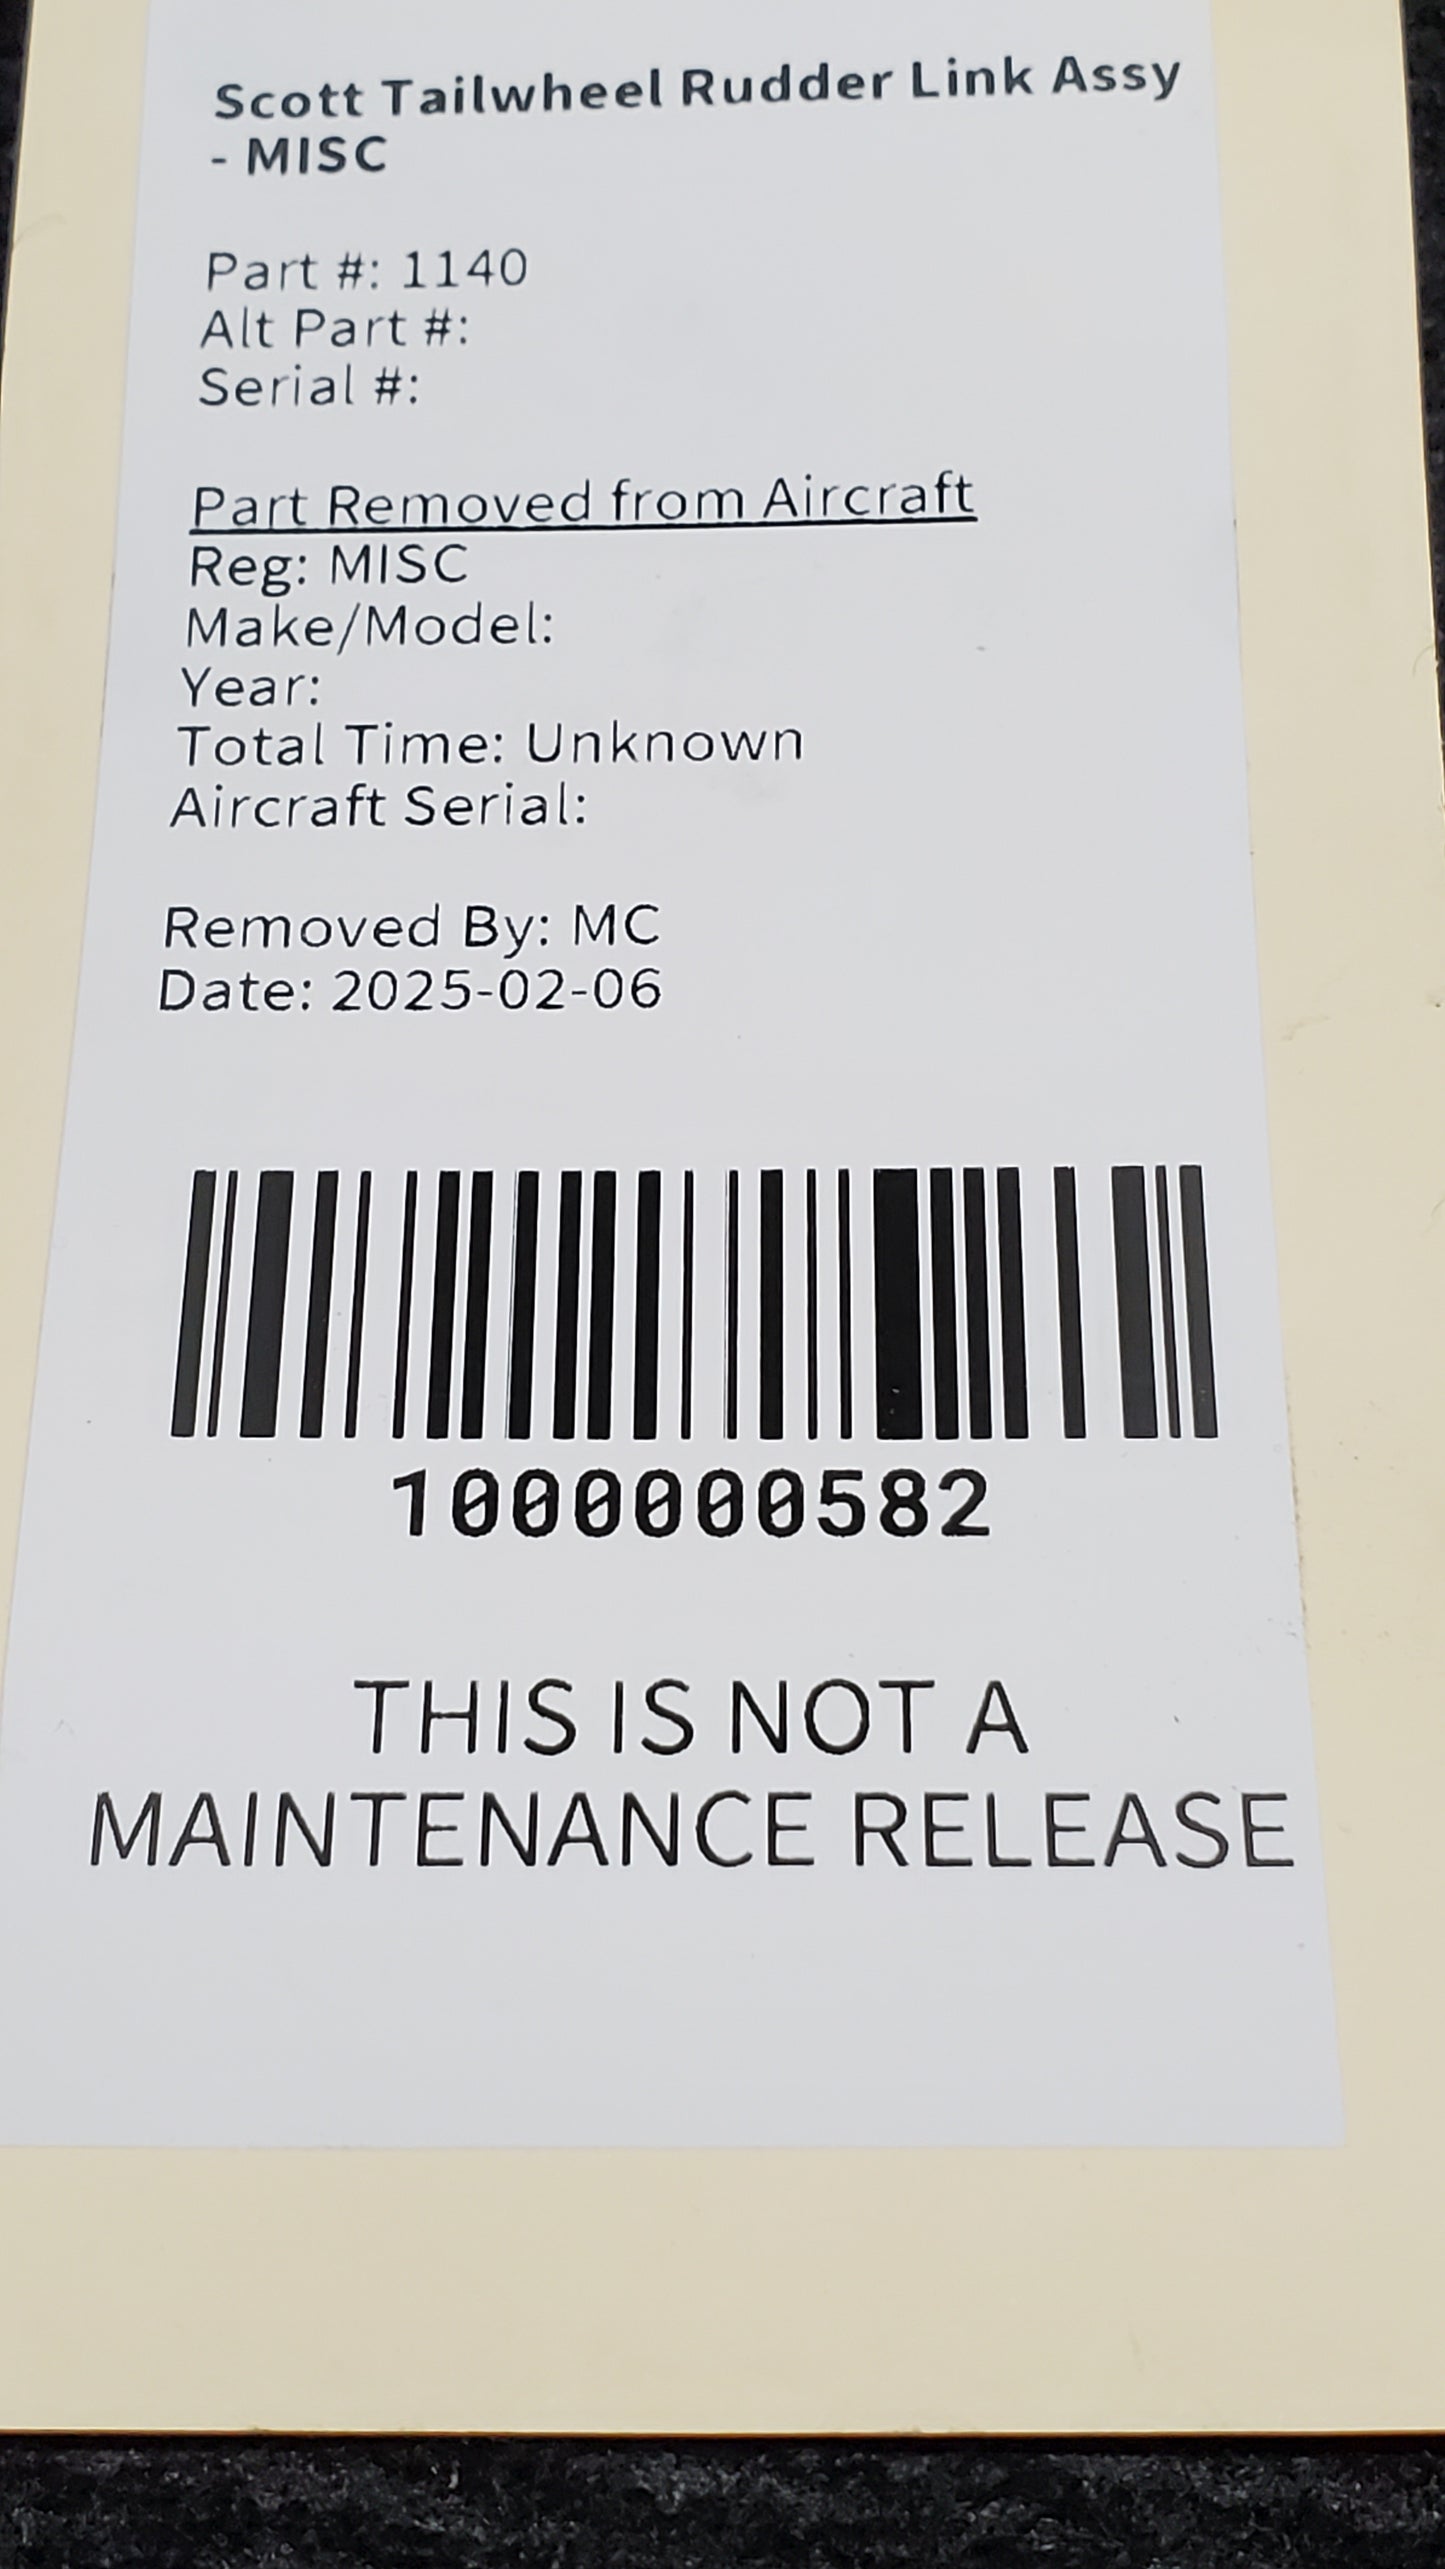 Scott Tailwheel Rudder Link Assy
- MISC
Part #: 1140
Alt Part #:
Serial #:
Part Removed from Aircraft
Reg: MISC
Make/Model:
Year:
Total Time: Unknown
Aircraft Serial:
Removed By: MC
Date: 2025-02-06
1000000582
THIS IS NOT A
MAINTENANCE RELEASE